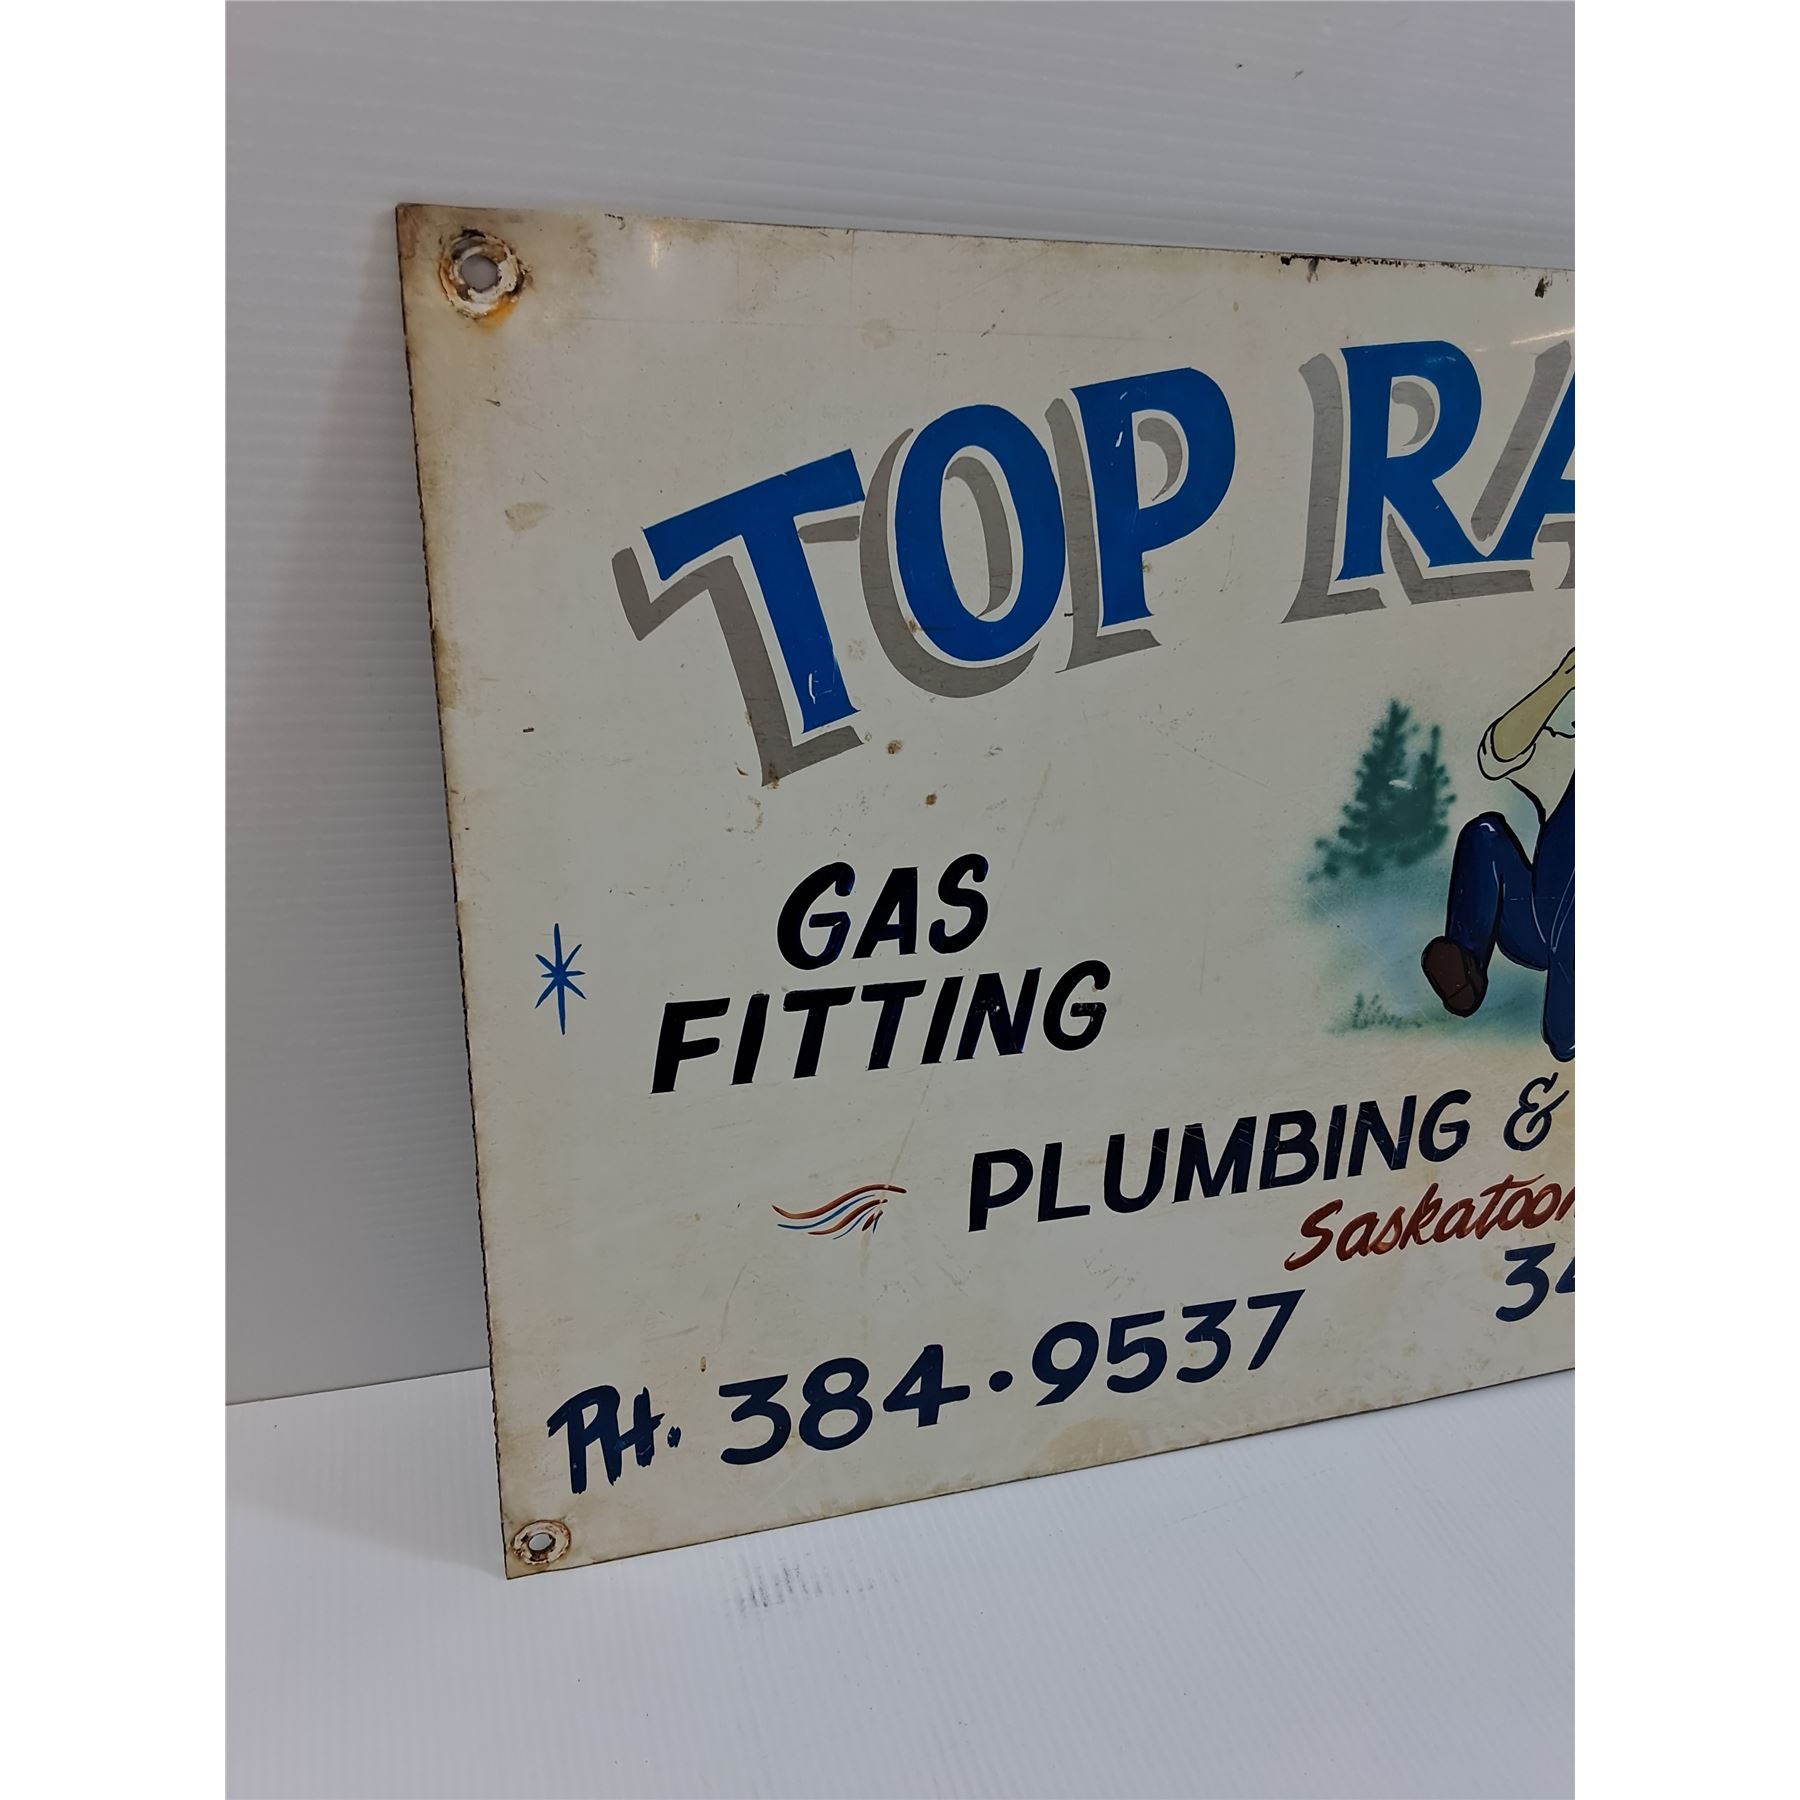 TOP RA
GAS
FITTING
PLUMBING &
Saskatoon
PH. 384·9537 34